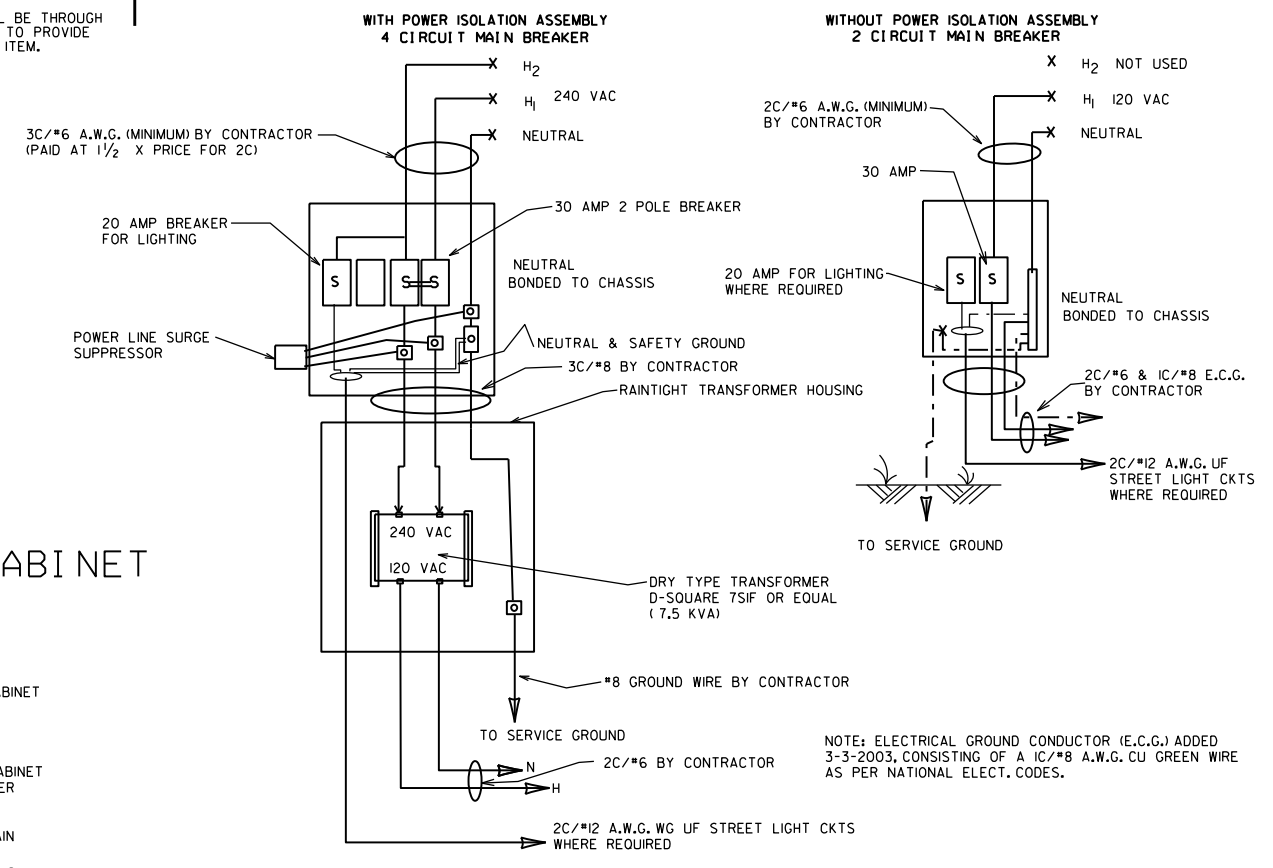 L BE THROUGH
TO PROVIDE
ITEM.
WITH POWER ISOLATION ASSEMBLY
4 CIRCUIT MAIN BREAKER
H2
H1 240 VAC
NEUTRAL
3C/#6 A.W.G. (MINIMUM) BY CONTRACTOR
(PAID AT 1 1/2 X PRICE FOR 2C)
20 AMP BREAKER
FOR LIGHTING
30 AMP 2 POLE BREAKER
S
S
S
NEUTRAL
BONDED TO CHASSIS
POWER LINE SURGE
SUPPRESSOR
NEUTRAL & SAFETY GROUND
3C/#8 BY CONTRACTOR
RAINTIGHT TRANSFORMER HOUSING
240 VAC
120 VAC
DRY TYPE TRANSFORMER
D-SQUARE 7SIF OR EQUAL
( 7.5 KVA)
#8 GROUND WIRE BY CONTRACTOR
TO SERVICE GROUND
N
2C/#6 BY CONTRACTOR
H
2C/#12 A.W.G. WG UF STREET LIGHT CKTS
WHERE REQUIRED
WITHOUT POWER ISOLATION ASSEMBLY
2 CIRCUIT MAIN BREAKER
X H2 NOT USED
H1 120 VAC
NEUTRAL
2C/#6 A.W.G. (MINIMUM)
BY CONTRACTOR
30 AMP
S
S
20 AMP FOR LIGHTING
WHERE REQUIRED
NEUTRAL
BONDED TO CHASSIS
2C/#6 & 1C/#8 E.C.G.
BY CONTRACTOR
2C/#12 A.W.G. UF
STREET LIGHT CKTS
WHERE REQUIRED
TO SERVICE GROUND
NOTE: ELECTRICAL GROUND CONDUCTOR (E.C.G.) ADDED
3-3-2003, CONSISTING OF A 1C/#8 A.W.G. CU GREEN WIRE
AS PER NATIONAL ELECT. CODES.
ABINET
BINET
ABINET
ER
AIN